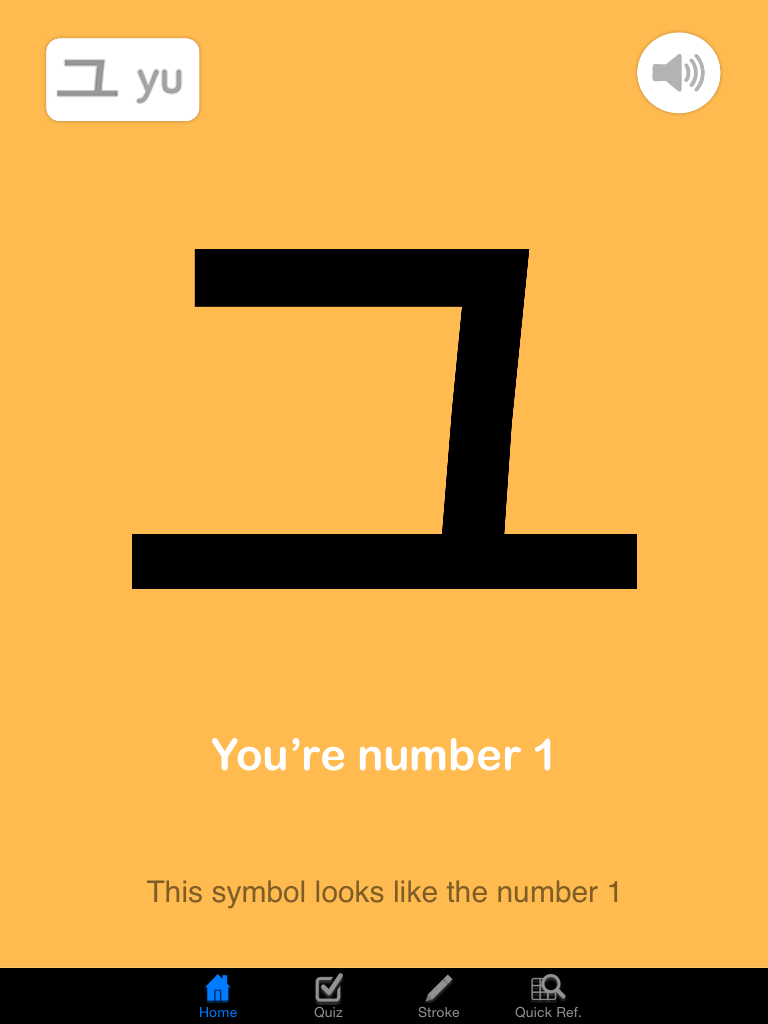 ユ yu
ユ
You’re number 1
This symbol looks like the number 1
Home Quiz Stroke Quick Ref.